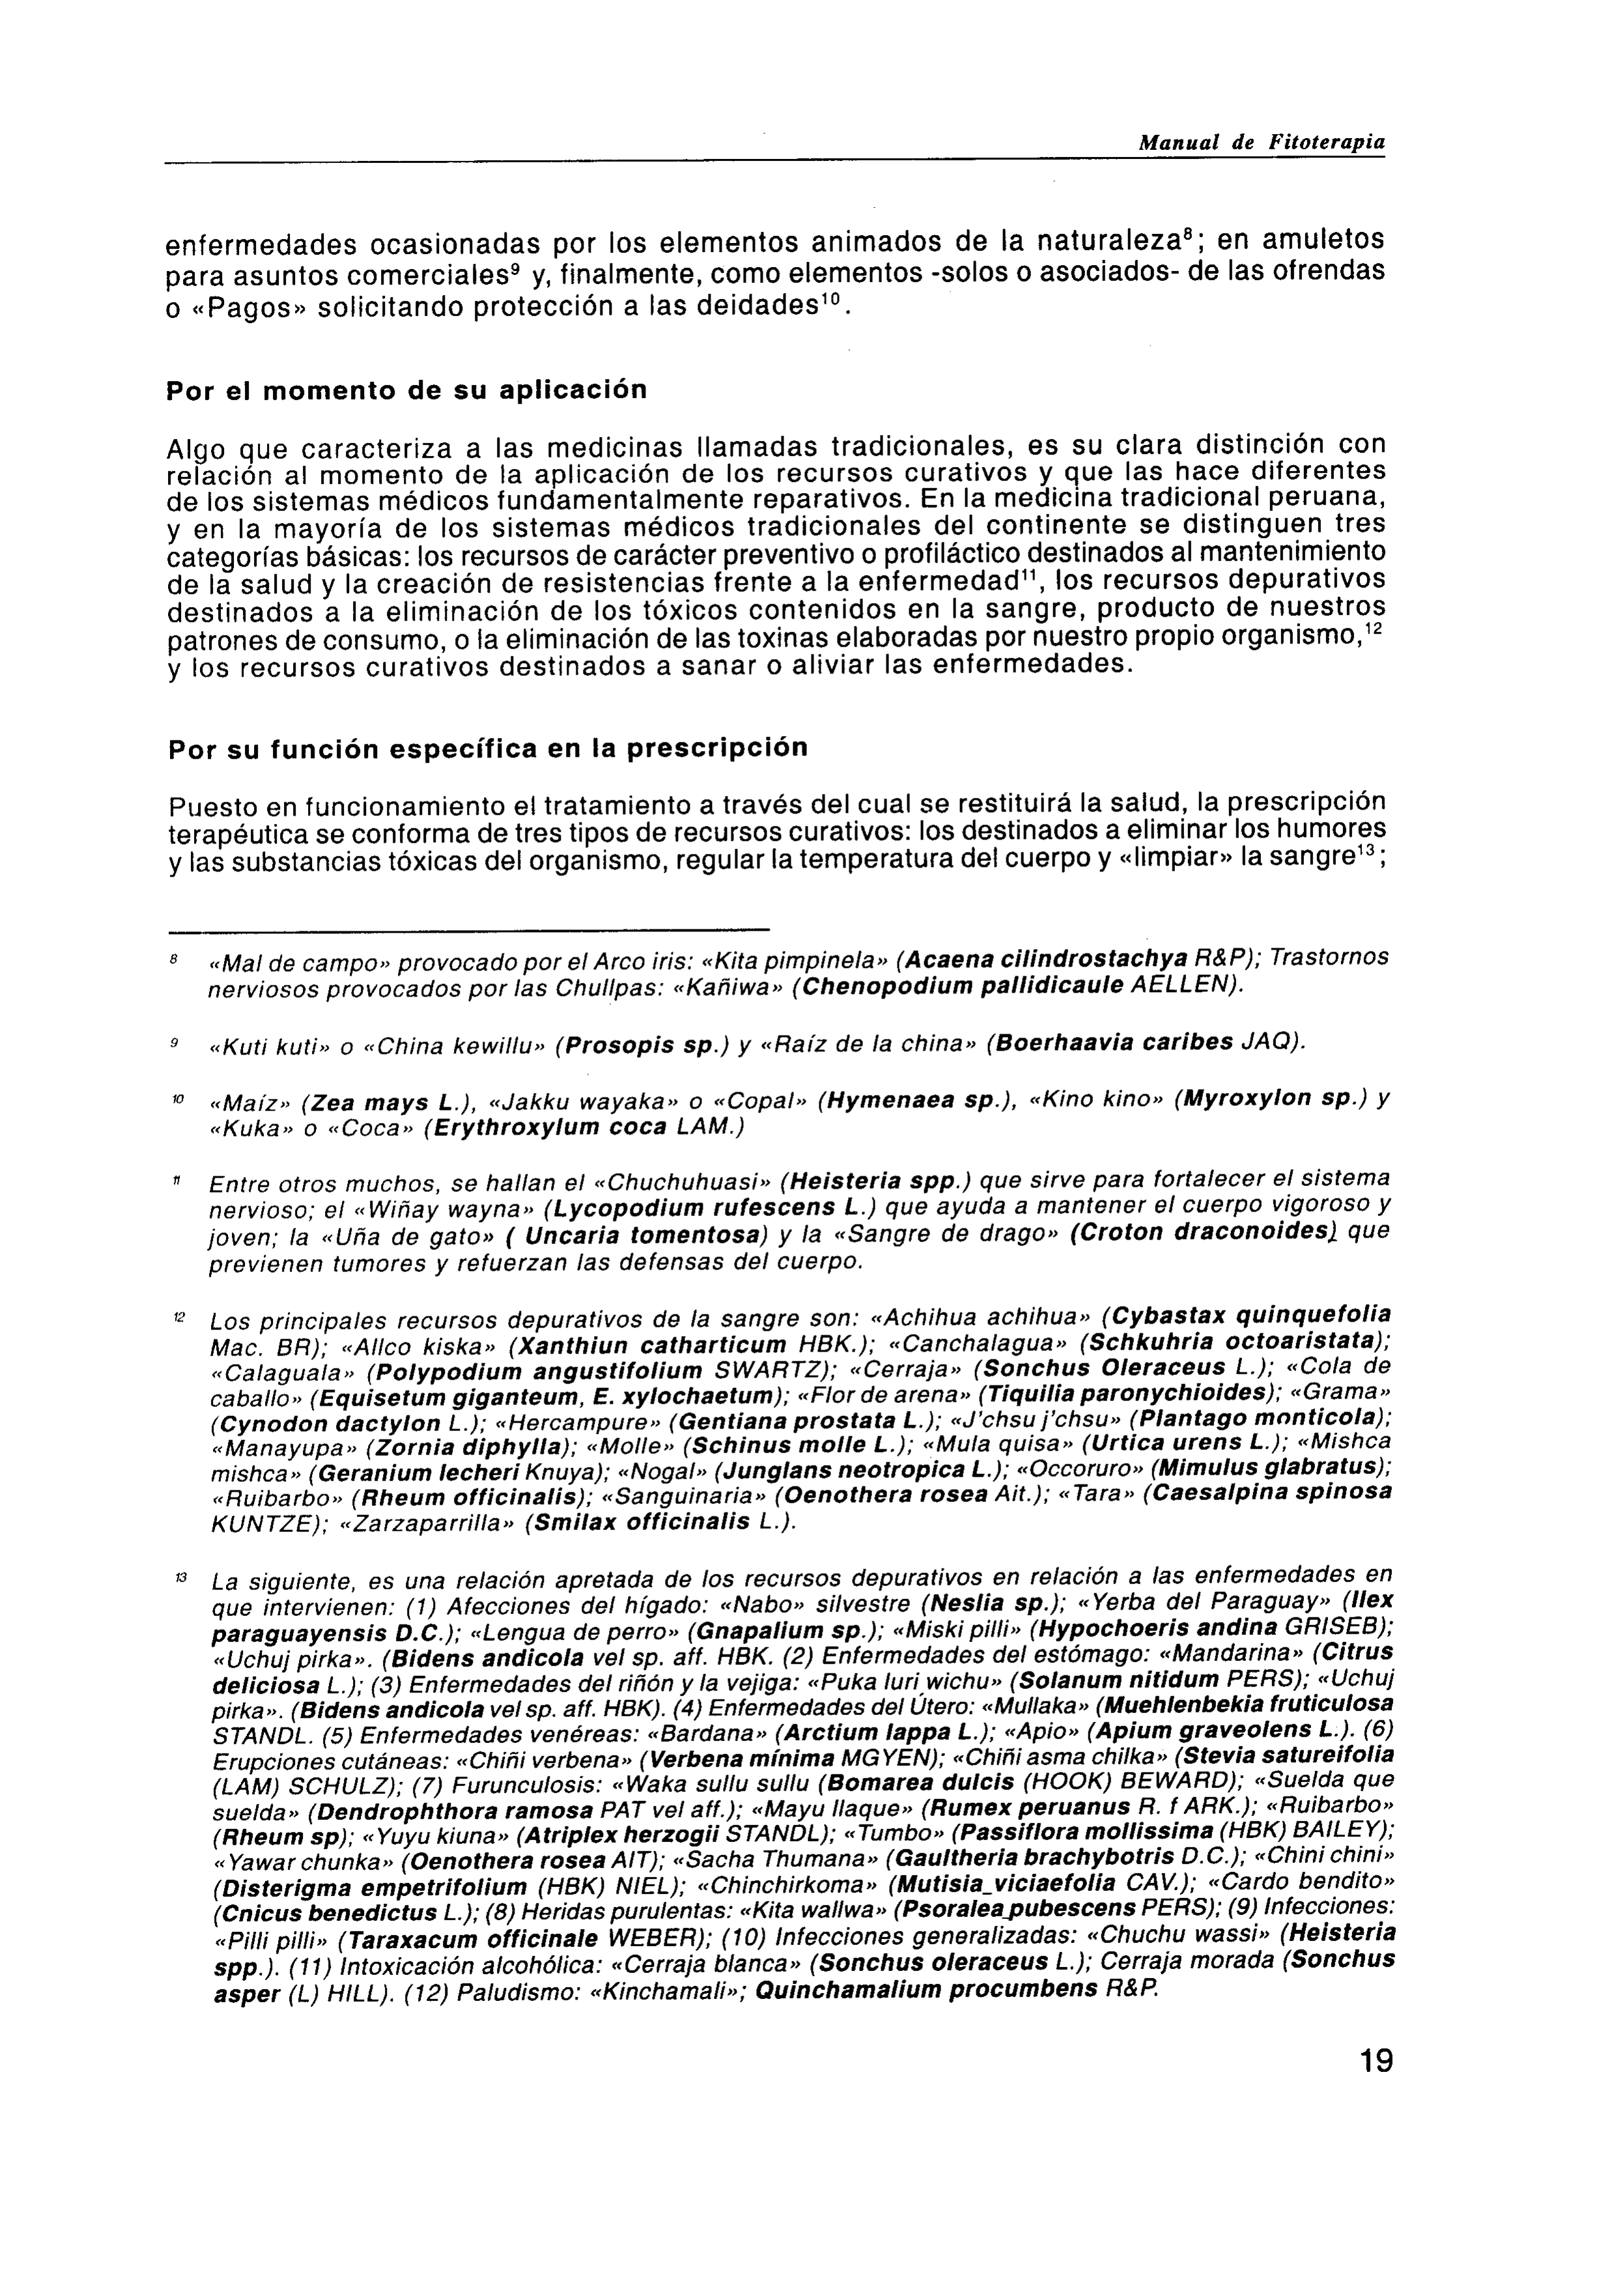 Manual de Fitoterapia
enfermedades ocasionadas por los elementos animados de la naturaleza⁸; en amuletos
para asuntos comerciales⁹ y, finalmente, como elementos -solos o asociados- de las ofrendas
o «Pagos» solicitando protección a las deidades¹⁰.
Por el momento de su aplicación
Algo que caracteriza a las medicinas llamadas tradicionales, es su clara distinción con
relación al momento de la aplicación de los recursos curativos y que las hace diferentes
de los sistemas médicos fundamentalmente reparativos. En la medicina tradicional peruana,
y en la mayoría de los sistemas médicos tradicionales del continente se distinguen tres
categorías básicas: los recursos de carácter preventivo o profiláctico destinados al mantenimiento
de la salud y la creación de resistencias frente a la enfermedad¹¹, los recursos depurativos
destinados a la eliminación de los tóxicos contenidos en la sangre, producto de nuestros
patrones de consumo, o la eliminación de las toxinas elaboradas por nuestro propio organismo,¹²
y los recursos curativos destinados a sanar o aliviar las enfermedades.
Por su función específica en la prescripción
Puesto en funcionamiento el tratamiento a través del cual se restituirá la salud, la prescripción
terapéutica se conforma de tres tipos de recursos curativos: los destinados a eliminar los humores
y las substancias tóxicas del organismo, regular la temperatura del cuerpo y «limpiar» la sangre¹³;
⁸ «Mal de campo» provocado por el Arco iris: «Kita pimpinela» (Acaena cilindrostachya R&P); Trastornos
nerviosos provocados por las Chullpas: «Kañiwa» (Chenopodium pallidicaule AELLEN).
⁹ «Kuti kuti» o «China kewillu» (Prosopis sp.) y «Raíz de la china» (Boerhaavia caribes JAQ).
¹⁰ «Maíz» (Zea mays L.), «Jakku wayaka» o «Copal» (Hymenaea sp.), «Kino kino» (Myroxylon sp.) y
«Kuka» o «Coca» (Erythroxylum coca LAM.)
¹¹ Entre otros muchos, se hallan el «Chuchuhuasi» (Heisteria spp.) que sirve para fortalecer el sistema
nervioso; el «Wiñay wayna» (Lycopodium rufescens L.) que ayuda a mantener el cuerpo vigoroso y
joven; la «Uña de gato» ( Uncaria tomentosa) y la «Sangre de drago» (Croton draconoides) que
previenen tumores y refuerzan las defensas del cuerpo.
¹² Los principales recursos depurativos de la sangre son: «Achihua achihua» (Cybastax quinquefolia
Mac. BR); «Allco kiska» (Xanthiun catharticum HBK.); «Canchalagua» (Schkuhria octoaristata);
«Calaguala» (Polypodium angustifolium SWARTZ); «Cerraja» (Sonchus Oleraceus L.); «Cola de
caballo» (Equisetum giganteum, E. xylochaetum); «Flor de arena» (Tiquilia paronychioides); «Grama»
(Cynodon dactylon L.); «Hercampure» (Gentiana prostata L.); «J'chsu j'chsu» (Plantago monticola);
«Manayupa» (Zornia diphylla); «Molle» (Schinus molle L.); «Mula quisa» (Urtica urens L.); «Mishca
mishca» (Geranium lecheri Knuya); «Nogal» (Junglans neotropica L.); «Occoruro» (Mimulus glabratus);
«Ruibarbo» (Rheum officinalis); «Sanguinaria» (Oenothera rosea Ait.); «Tara» (Caesalpina spinosa
KUNTZE); «Zarzaparrilla» (Smilax officinalis L.).
¹³ La siguiente, es una relación apretada de los recursos depurativos en relación a las enfermedades en
que intervienen: (1) Afecciones del hígado: «Nabo» silvestre (Neslia sp.); «Yerba del Paraguay» (Ilex
paraguayensis D.C.); «Lengua de perro» (Gnapalium sp.); «Miski pilli» (Hypochoeris andina GRISEB);
«Uchuj pirka». (Bidens andicola vel sp. aff. HBK. (2) Enfermedades del estómago: «Mandarina» (Citrus
deliciosa L.); (3) Enfermedades del riñón y la vejiga: «Puka luri wichu» (Solanum nitidum PERS); «Uchuj
pirka». (Bidens andicola vel sp. aff. HBK). (4) Enfermedades del Útero: «Mullaka» (Muehlenbekia fruticulosa
STANDL. (5) Enfermedades venéreas: «Bardana» (Arctium lappa L.); «Apio» (Apium graveolens L.). (6)
Erupciones cutáneas: «Chiñi verbena» (Verbena mínima MGYEN); «Chiñi asma chilka» (Stevia satureifolia
(LAM) SCHULZ); (7) Furunculosis: «Waka sullu sullu (Bomarea dulcis (HOOK) BEWARD); «Suelda que
suelda» (Dendrophthora ramosa PAT vel aff.); «Mayu llaque» (Rumex peruanus R. f ARK.); «Ruibarbo»
(Rheum sp); «Yuyu kiuna» (Atriplex herzogii STANDL); «Tumbo» (Passiflora mollissima (HBK) BAILEY);
«Yawar chunka» (Oenothera rosea AIT); «Sacha Thumana» (Gaultheria brachybotris D.C.); «Chini chini»
(Disterigma empetrifolium (HBK) NIEL); «Chinchirkoma» (Mutisia_viciaefolia CAV.); «Cardo bendito»
(Cnicus benedictus L.); (8) Heridas purulentas: «Kita wallwa» (Psoralea_pubescens PERS); (9) Infecciones:
«Pilli pilli» (Taraxacum officinale WEBER); (10) Infecciones generalizadas: «Chuchu wassi» (Heisteria
spp.). (11) Intoxicación alcohólica: «Cerraja blanca» (Sonchus oleraceus L.); Cerraja morada (Sonchus
asper (L) HILL). (12) Paludismo: «Kinchamali»; Quinchamalium procumbens R&P.
19